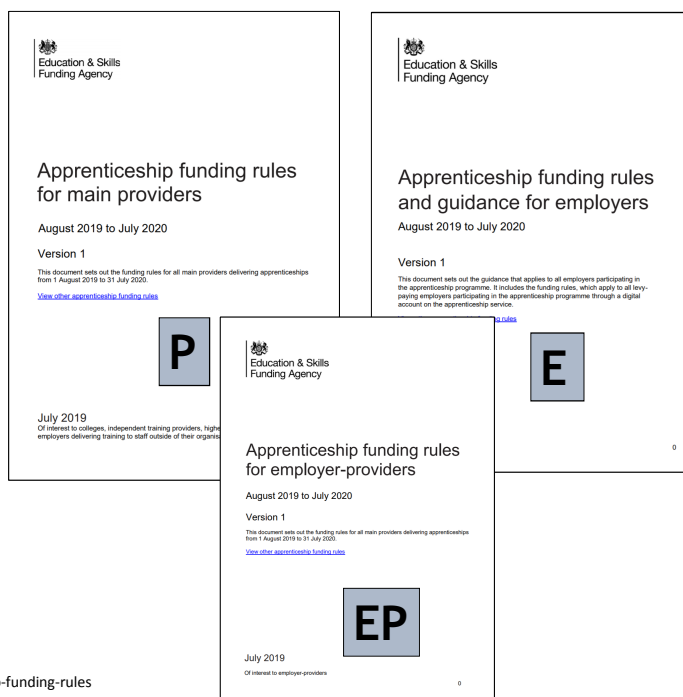 Education & Skills
Funding Agency
Apprenticeship funding rules
for main providers
August 2019 to July 2020
Version 1
This document sets out the funding rules for all main providers delivering apprenticeships
from 1 August 2019 to 31 July 2020.
View other apprenticeship funding rules
P
July 2019
Of interest to colleges, independent training providers, highe
employers delivering training to staff outside of their organis
Education & Skills
Funding Agency
Apprenticeship funding rules
and guidance for employers
August 2019 to July 2020
Version 1
This document sets out the guidance that applies to all employers participating in
the apprenticeship programme. It includes the funding rules, which apply to all levy-
paying employers participating in the apprenticeship programme through a digital
account on the apprenticeship service.
rules
E
0
Education & Skills
Funding Agency
Apprenticeship funding rules
for employer-providers
August 2019 to July 2020
Version 1
This document sets out the funding rules for all main providers delivering apprenticeships
from 1 August 2019 to 31 July 2020.
View other apprenticeship funding rules
EP
July 2019
Of interest to employer-providers
0
-funding-rules